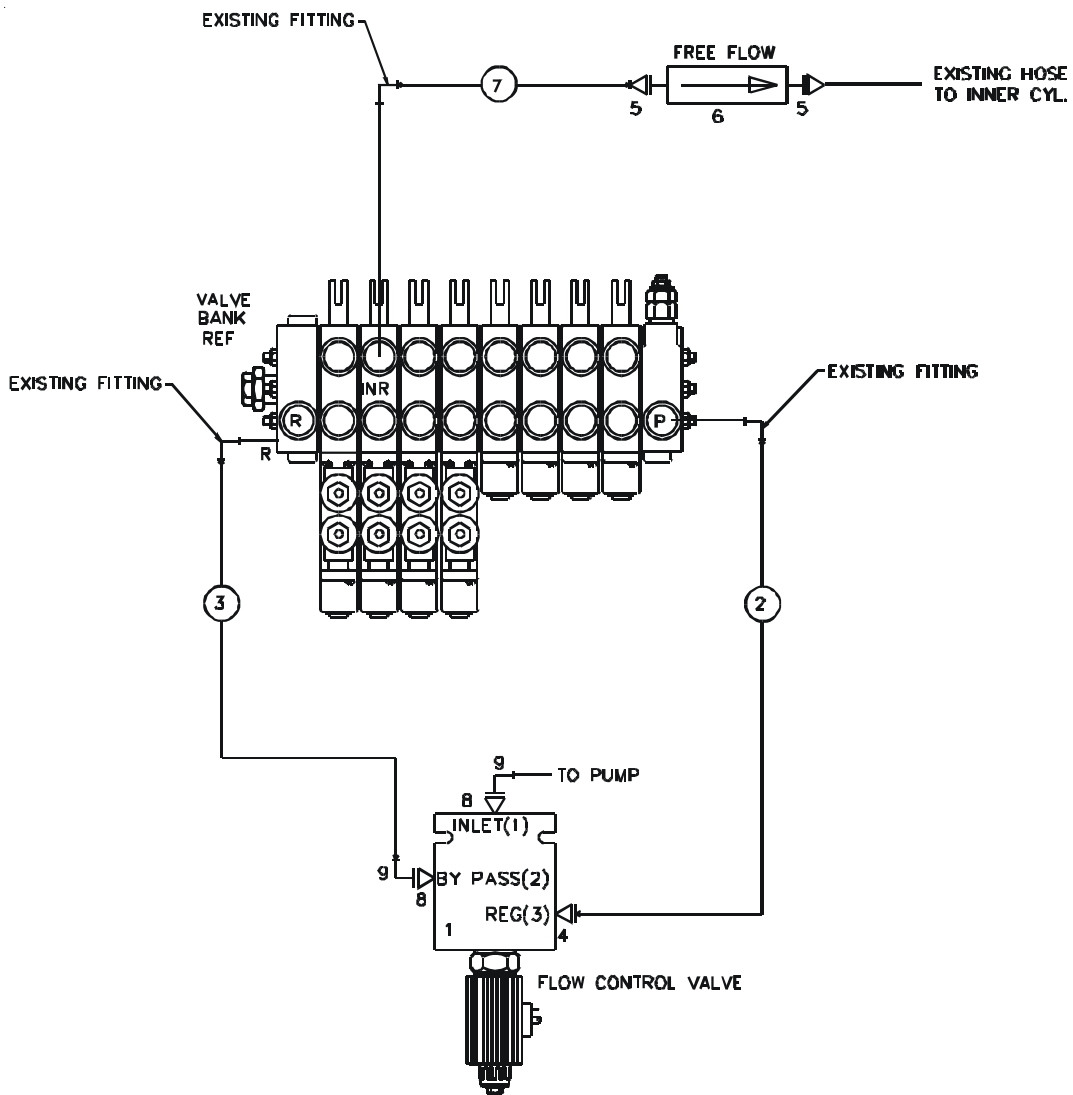 EXISTING FITTING
7
FREE FLOW
5
6
5
EXISTING HOSE
TO INNER CYL.
VALVE
BANK
REF
EXISTING FITTING
EXISTING FITTING
INR
R
P
R
3
2
9
TO PUMP
8
INLET(1)
9
BY PASS(2)
8
REG(3)
1
4
FLOW CONTROL VALVE